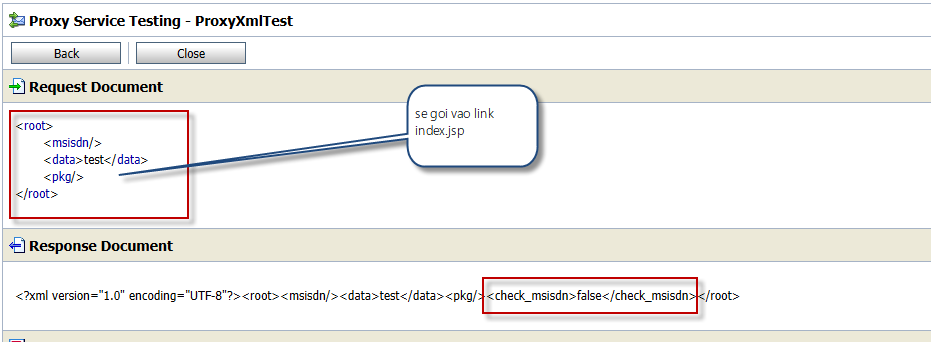 Proxy Service Testing - ProxyXmlTest
Back Close
Request Document
<root>
<msisdn/>
<data>test</data>
<pkg/>
</root>
se goi vao link
index.jsp
Response Document
<?xml version="1.0" encoding="UTF-8"?><root><msisdn/><data>test</data><pkg/><check_msisdn>false</check_msisdn></root>